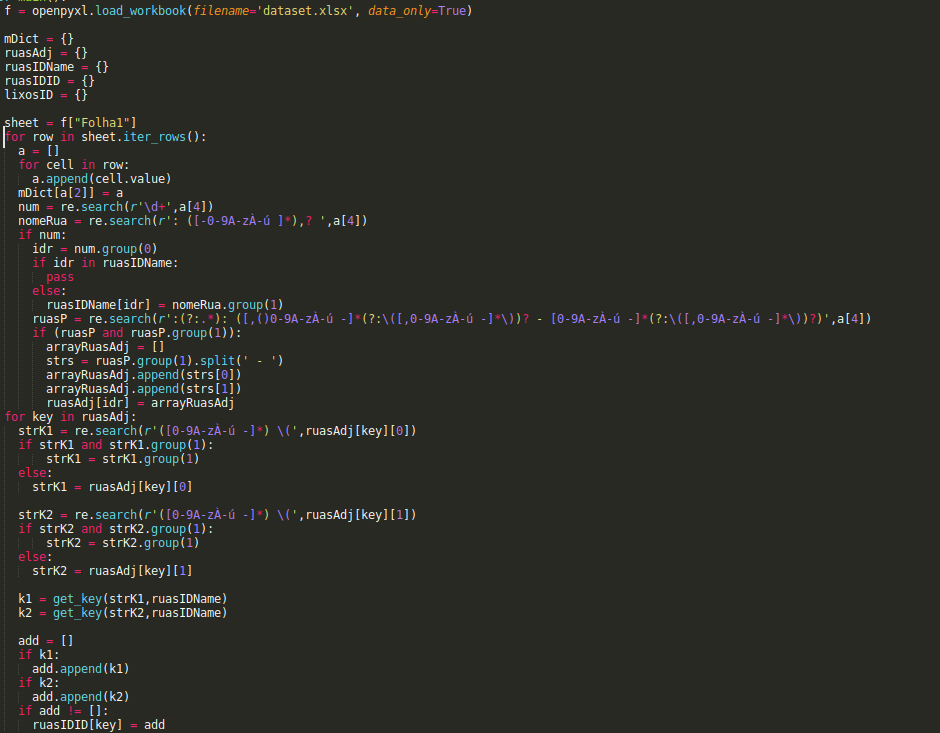 f = openpyxl.load_workbook(filename='dataset.xlsx', data_only=True)
mDict = {}
ruasAdj = {}
ruasIDName = {}
ruasIDID = {}
lixosID = {}
sheet = f["Folha1"]
for row in sheet.iter_rows():
a = []
for cell in row:
a.append(cell.value)
mDict[a[2]] = a
num = re.search(r'\d+',a[4])
nomeRua = re.search(r': ([-0-9A-zÀ-ú ]*),? ',a[4])
if num:
idr = num.group(0)
if idr in ruasIDName:
pass
else:
ruasIDName[idr] = nomeRua.group(1)
ruasP = re.search(r':(?:.*): ([,()0-9A-zÀ-ú -]*(?:\([,0-9A-zÀ-ú -]*\))? - [0-9A-zÀ-ú -]*(?:\([,0-9A-zÀ-ú -]*\))?)',a[4])
if (ruasP and ruasP.group(1)):
arrayRuasAdj = []
strs = ruasP.group(1).split(' - ')
arrayRuasAdj.append(strs[0])
arrayRuasAdj.append(strs[1])
ruasAdj[idr] = arrayRuasAdj
for key in ruasAdj:
strK1 = re.search(r'([0-9A-zÀ-ú -]*) \(',ruasAdj[key][0])
if strK1 and strK1.group(1):
strK1 = strK1.group(1)
else:
strK1 = ruasAdj[key][0]
strK2 = re.search(r'([0-9A-zÀ-ú -]*) \(',ruasAdj[key][1])
if strK2 and strK2.group(1):
strK2 = strK2.group(1)
else:
strK2 = ruasAdj[key][1]
k1 = get_key(strK1,ruasIDName)
k2 = get_key(strK2,ruasIDName)
add = []
if k1:
add.append(k1)
if k2:
add.append(k2)
if add != []:
ruasIDID[key] = add